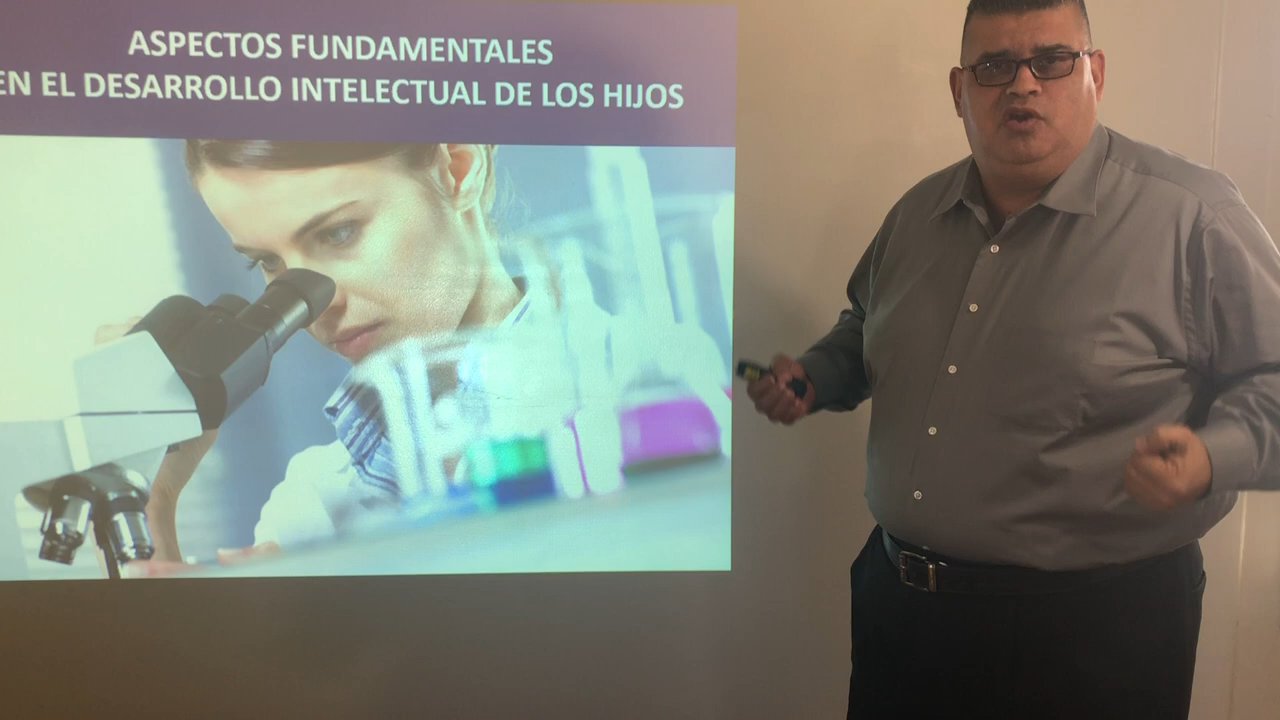 ASPECTOS FUNDAMENTALES
EN EL DESARROLLO INTELECTUAL DE LOS HIJOS